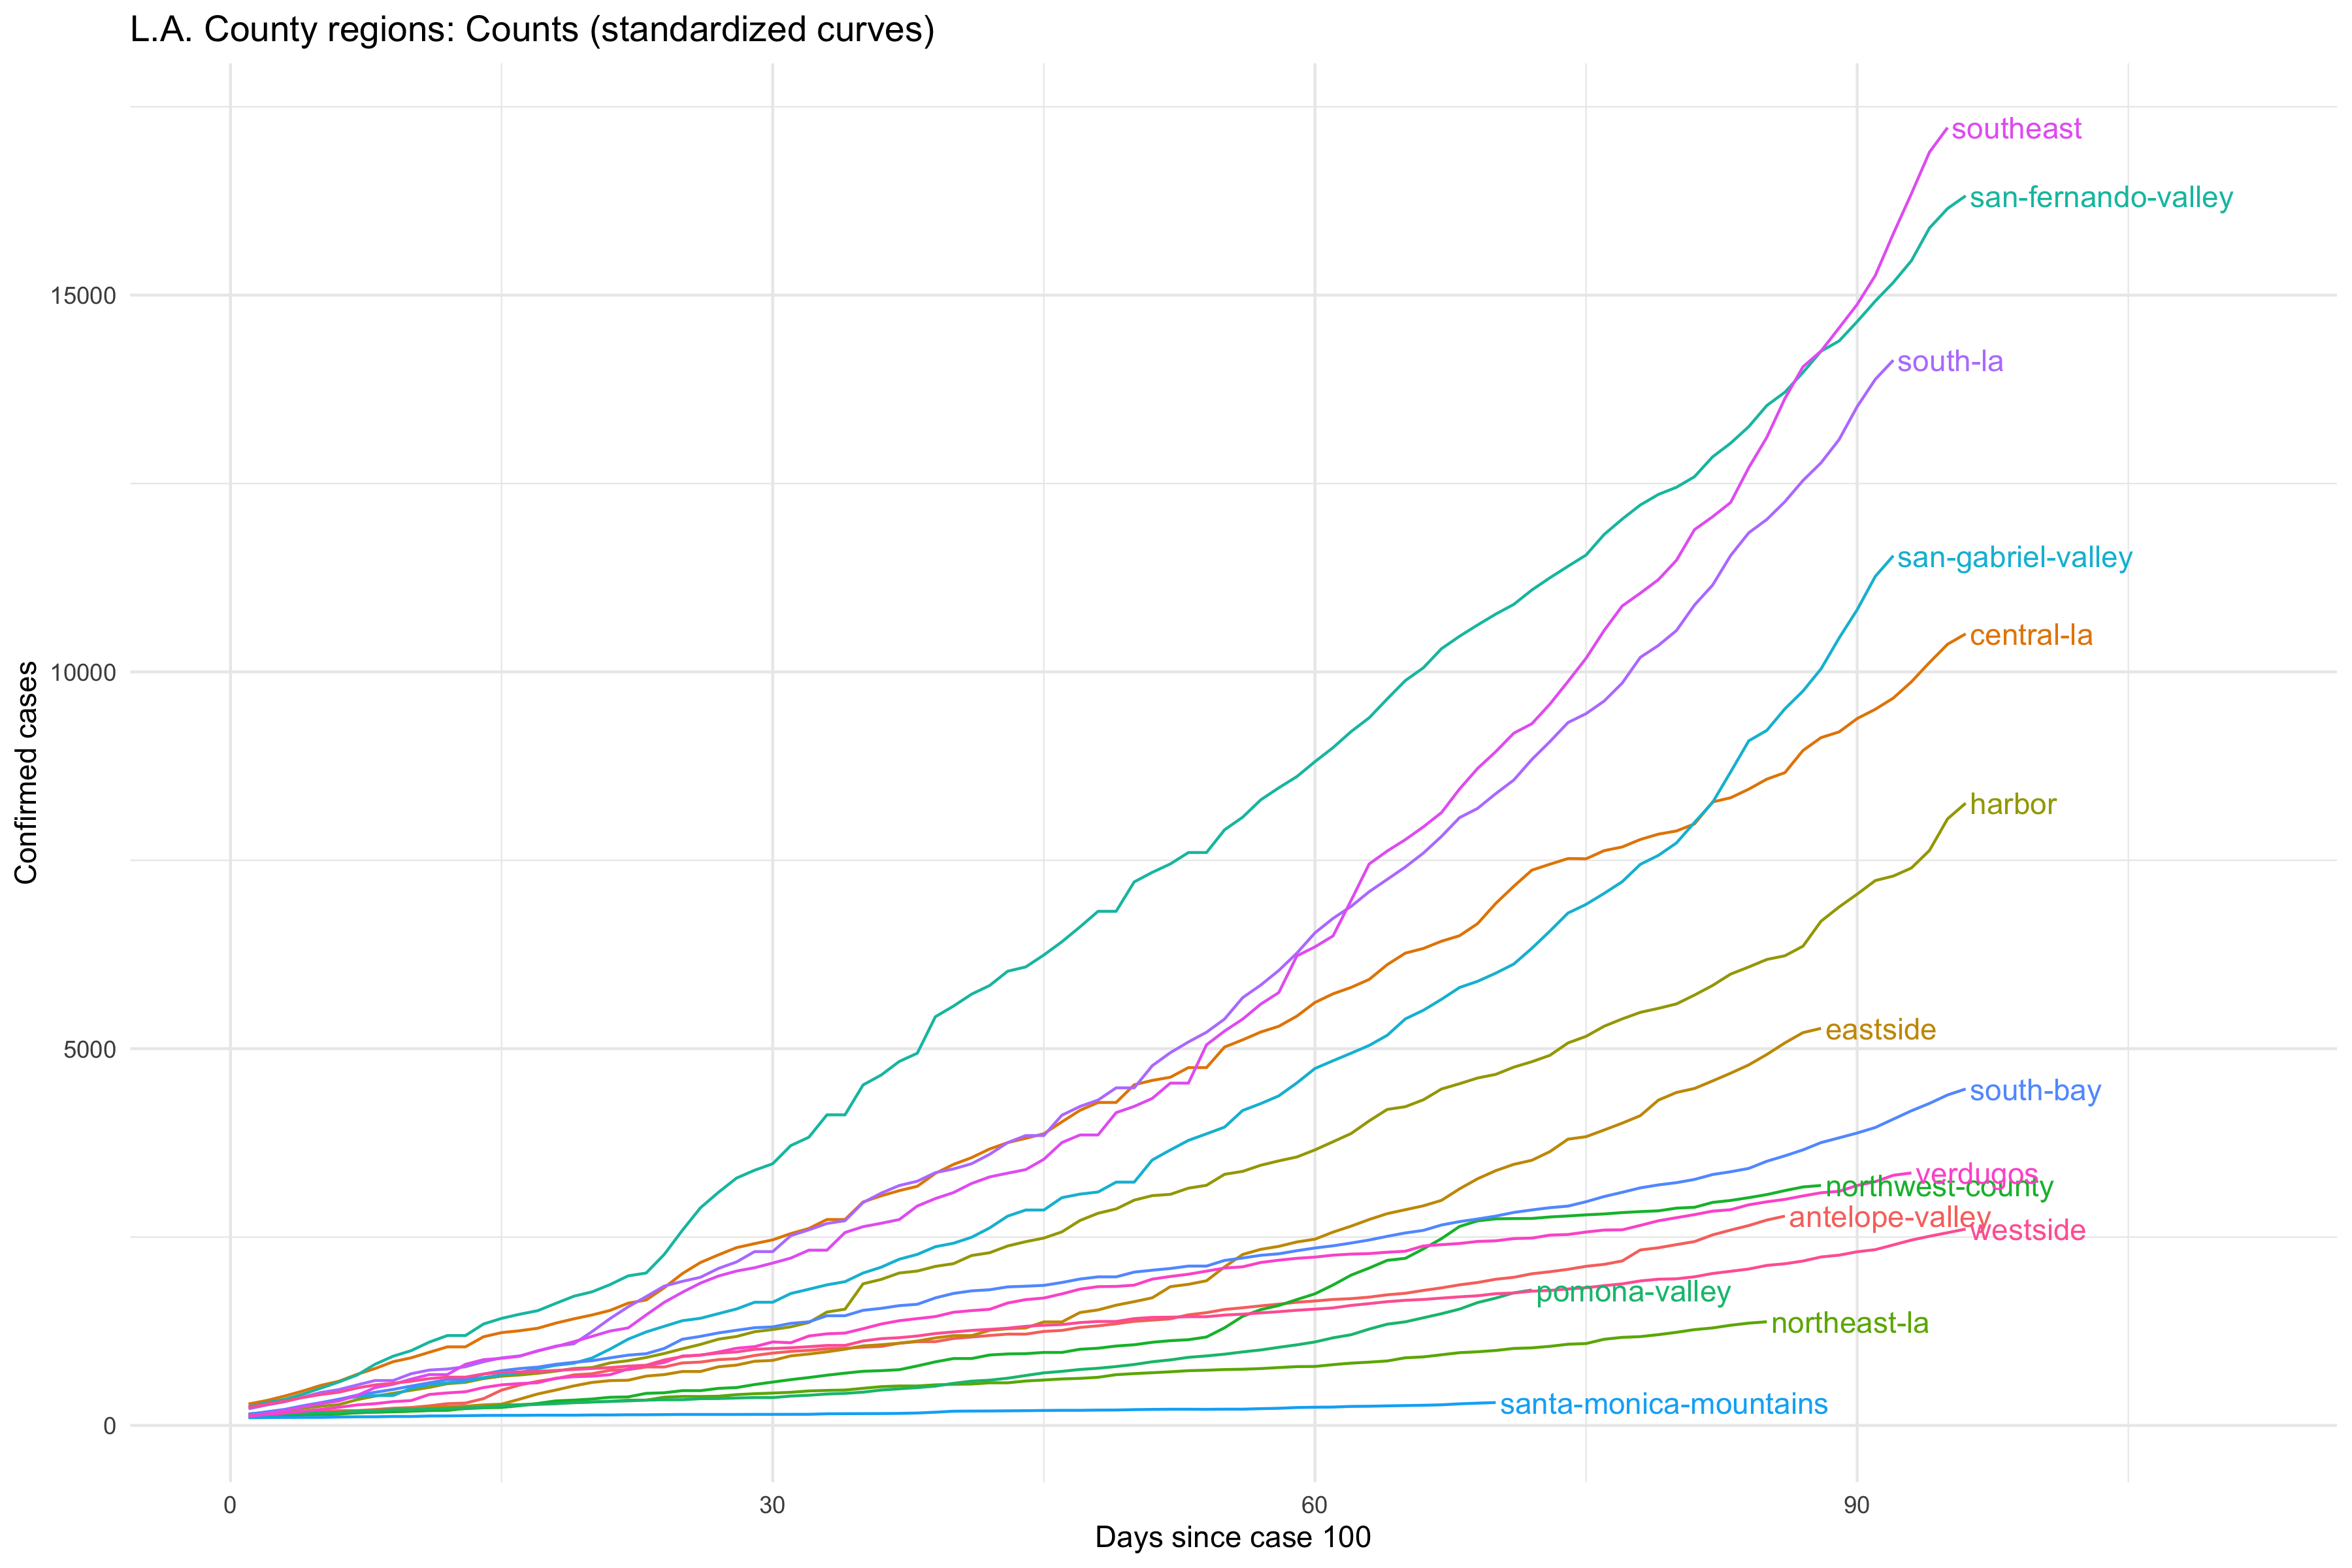 L.A. County regions: Counts (standardized curves)
southeast
san-fernando-valley
15000
south-la
san-gabriel-valley
central-la
10000
Confirmed cases
harbor
eastside
5000
south-bay
verdugos
northwest-county
antelope-valley
westside
pomona-valley
northeast-la
santa-monica-mountains
0
0 30 60 90
Days since case 100